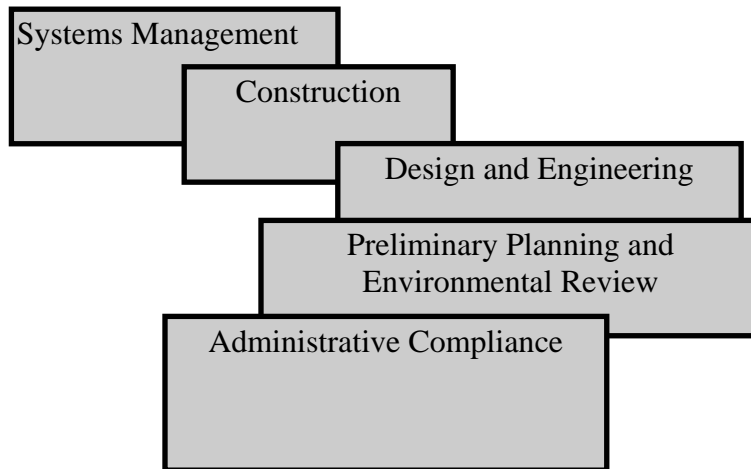 Systems Management
Construction
Design and Engineering
Preliminary Planning and
Environmental Review
Administrative Compliance